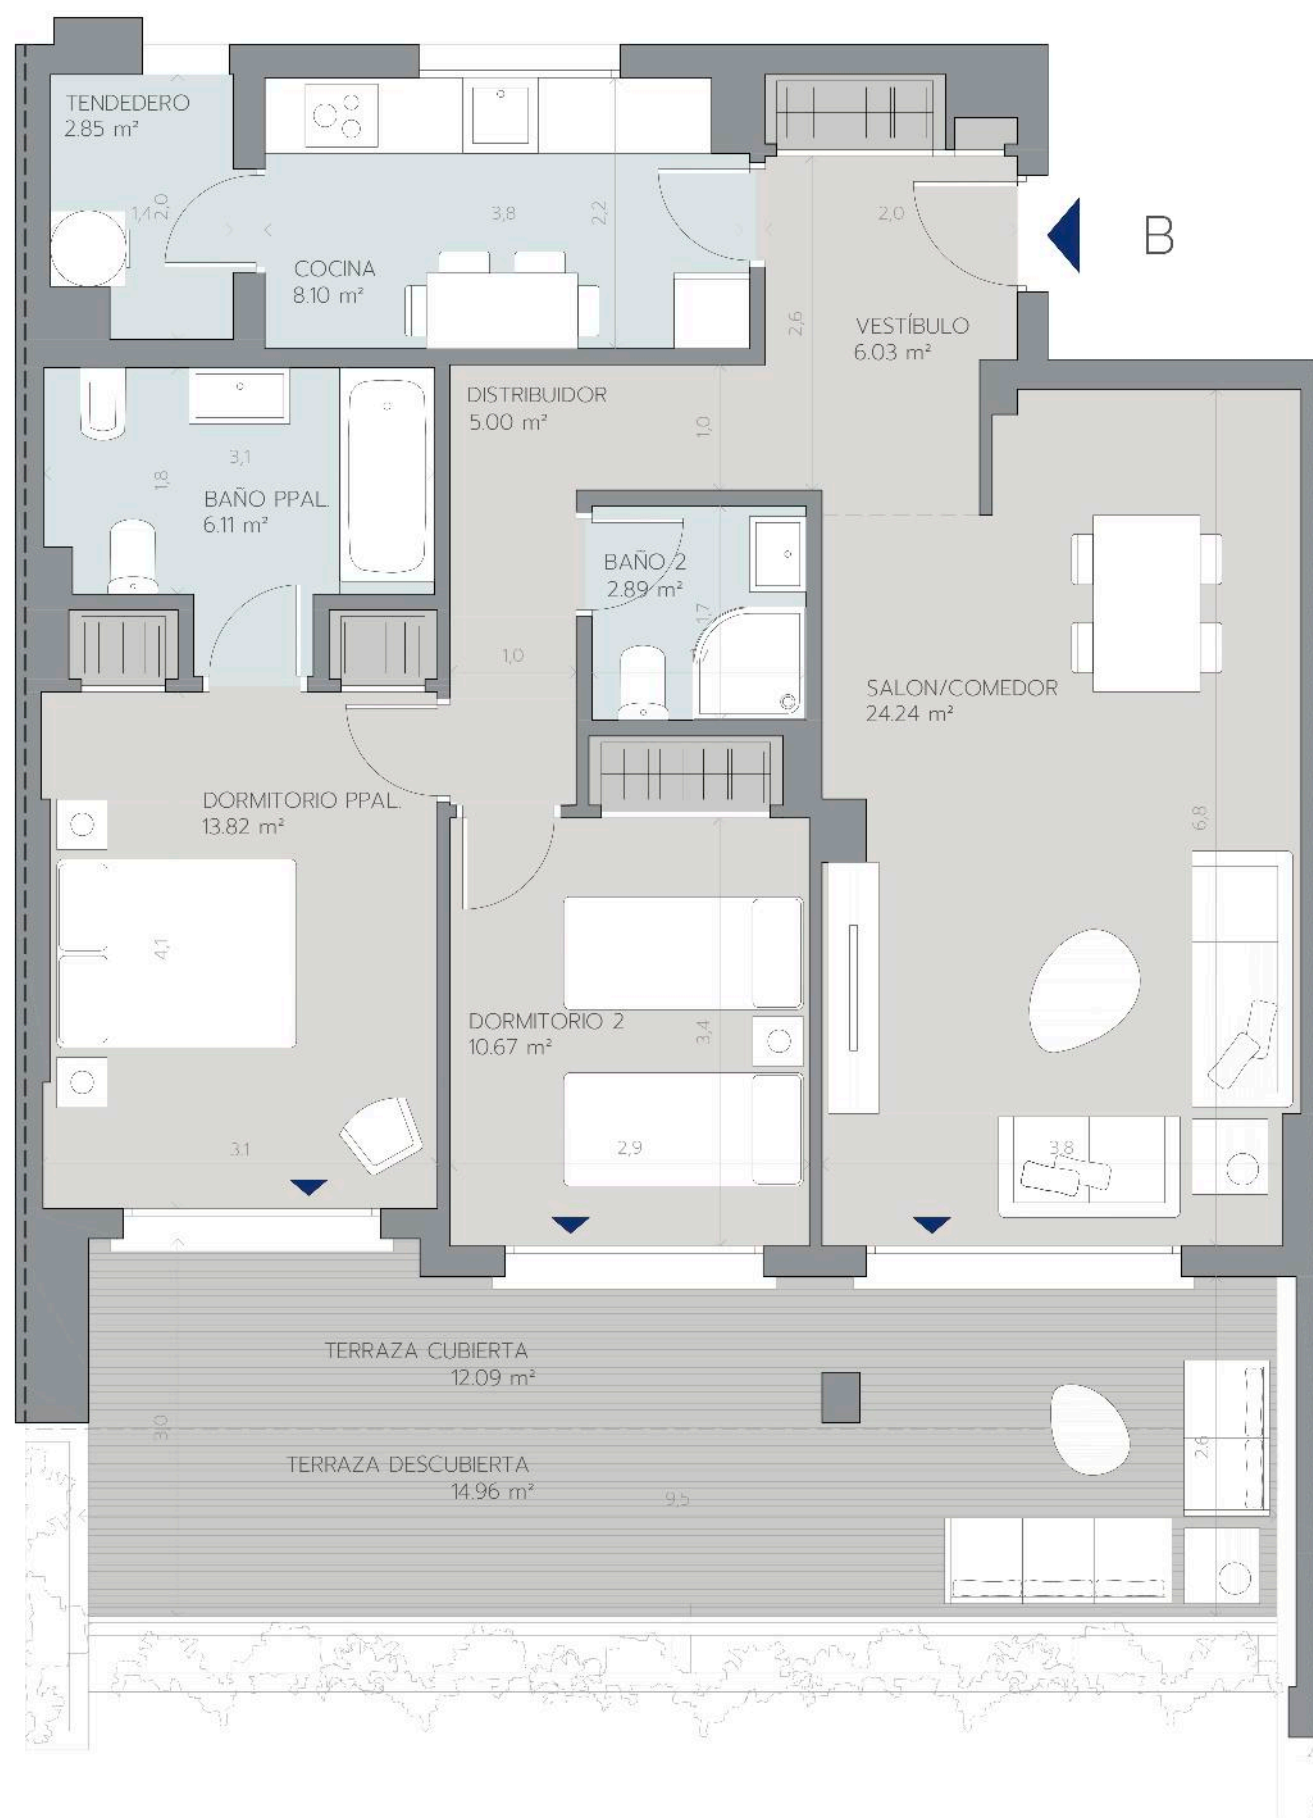 TENDEDERO
2.85 m²
1,4
2,0
3,8
2,2
COCINA
8.10 m²
2,0
B
2,6
VESTÍBULO
6.03 m²
DISTRIBUIDOR
5.00 m²
1,0
3,1
1,8
BAÑO PPAL.
6.11 m²
BAÑO 2
2.89 m²
1,7
1,0
SALON/COMEDOR
24.24 m²
DORMITORIO PPAL.
13.82 m²
6,8
4,1
DORMITORIO 2
10.67 m²
3,4
3.1
2,9
3,8
TERRAZA CUBIERTA
12.09 m²
3,0
TERRAZA DESCUBIERTA
14.96 m²
2,6
9,5